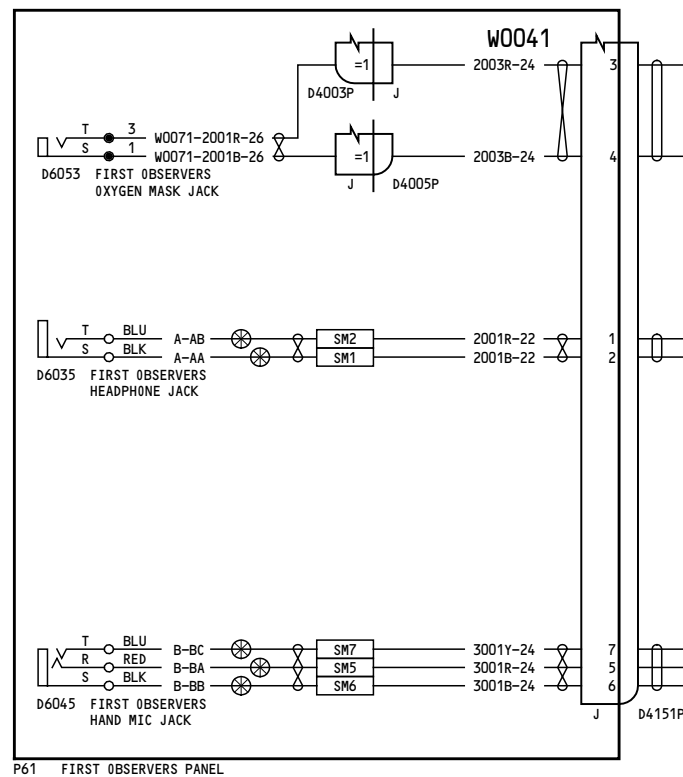 W0041
=1 2003R-24 3
D4003P J
T 3 W0071-2001R-26
S 1 W0071-2001B-26 =1 2003B-24 4
D6053 FIRST OBSERVERS
OXYGEN MASK JACK
J D4005P
T BLU A-AB SM2 2001R-22 1
S BLK A-AA SM1 2001B-22 2
D6035 FIRST OBSERVERS
HEADPHONE JACK
T BLU B-BC SM7 3001Y-24 7
R RED B-BA SM5 3001R-24 5
S BLK B-BB SM6 3001B-24 6
D6045 FIRST OBSERVERS
HAND MIC JACK
J D4151P
P61 FIRST OBSERVERS PANEL